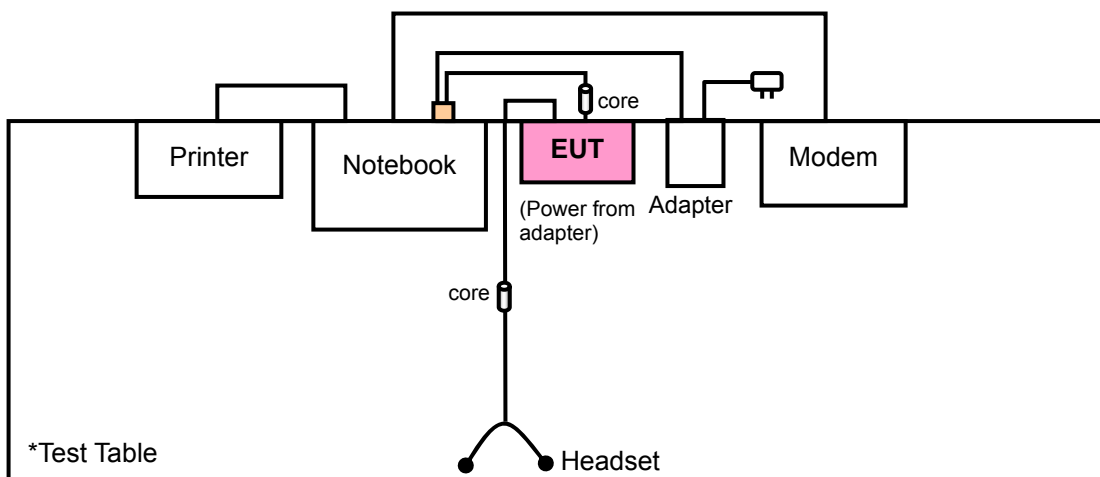 core
Printer
Notebook
EUT
Modem
(Power from
adapter)
Adapter
core
*Test Table
Headset